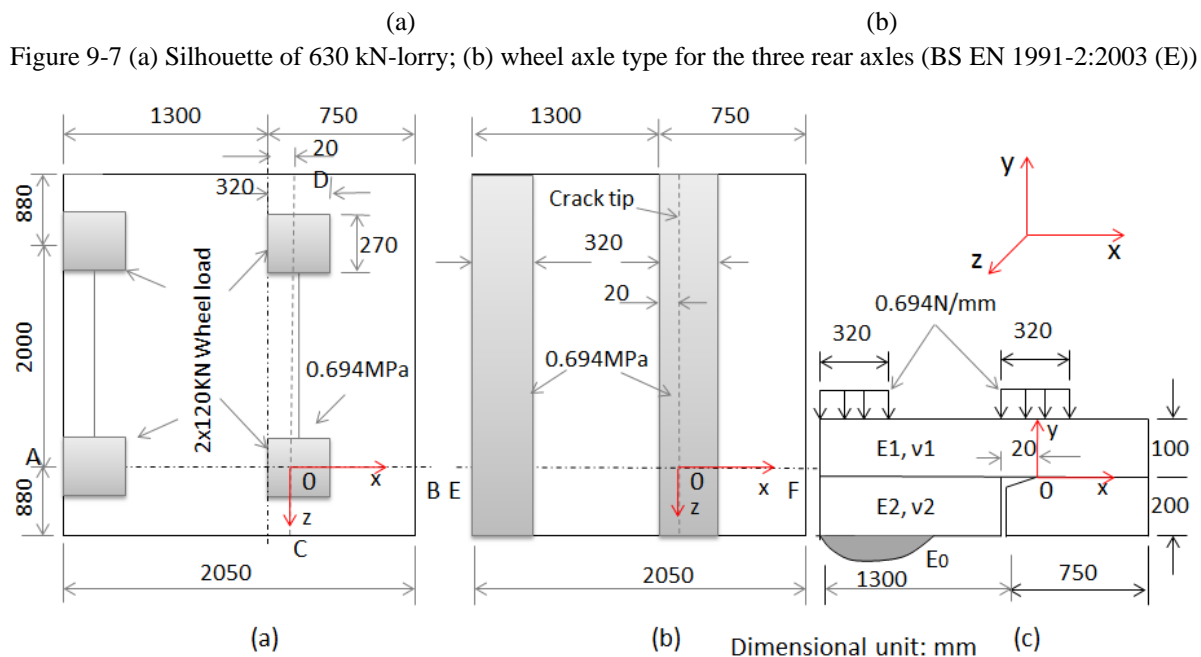 (a) (b)
Figure 9-7 (a) Silhouette of 630 kN-lorry; (b) wheel axle type for the three rear axles (BS EN 1991-2:2003 (E))
1300 750 1300 750
20
320 D
Crack tip
y
x
z
880
270
320
20
0.694N/mm
2000
2x120KN Wheel load
0.694MPa
0.694MPa
320 320
A
y
E1, v1
20
100
0 x
B E
0 x F
0 x
880
z
z
E2, v2
200
C
E0
2050 2050 1300 750
(a) (b) (c)
Dimensional unit: mm